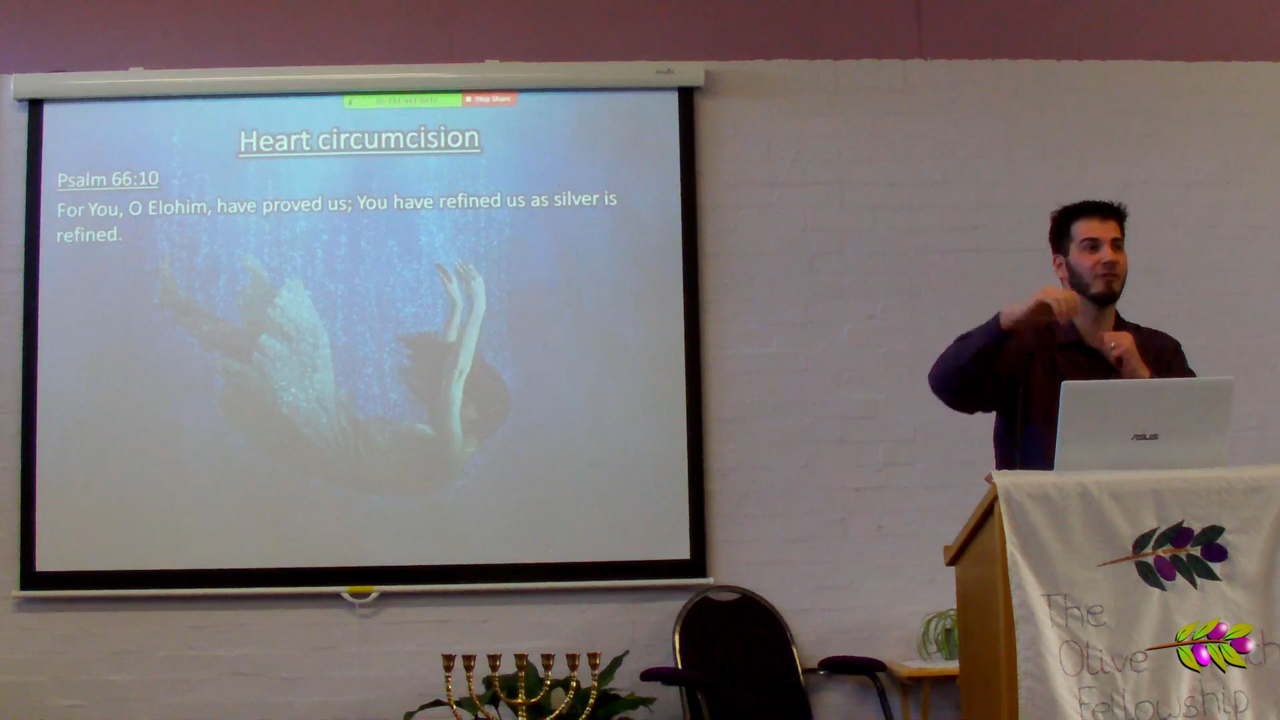 Stop Share
Heart circumcision
Psalm 66:10
For You, O Elohim, have proved us; You have refined us as silver is
refined.
ASUS
The
Olive
Fellowship